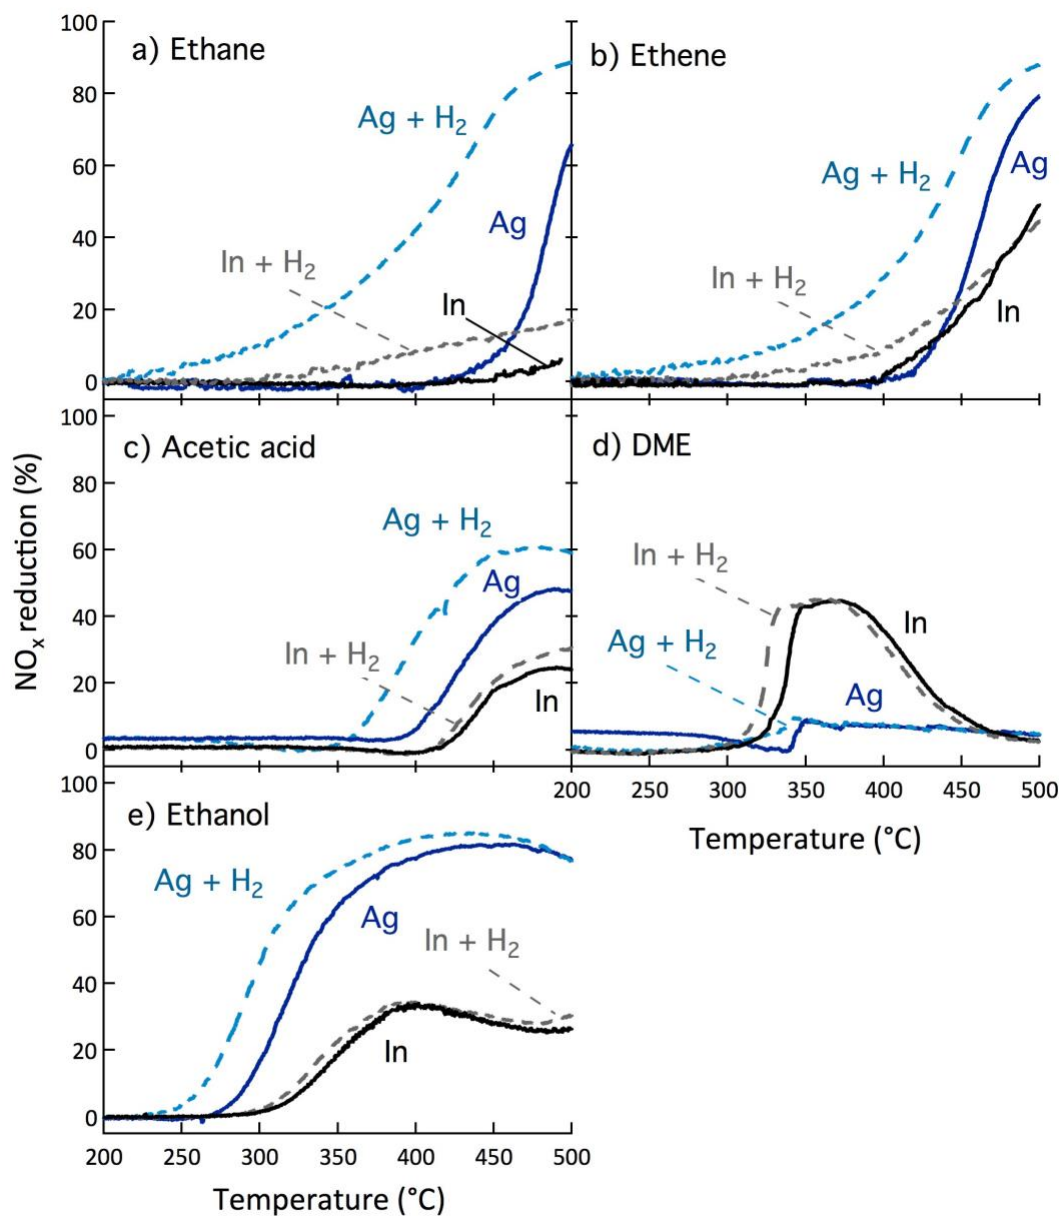 100
80
60
40
20
0
a) Ethane
Ag + H₂
Ag
In + H₂
In
b) Ethene
Ag + H₂
Ag
In + H₂
In
NOₓ reduction (%)
100
80
60
40
20
0
c) Acetic acid
Ag + H₂
Ag
In + H₂
In
d) DME
In + H₂
In
Ag + H₂
Ag
200 250 300 350 400 450 500
Temperature (°C)
100
80
60
40
20
0
e) Ethanol
Ag + H₂
Ag
In + H₂
In
200 250 300 350 400 450 500
Temperature (°C)